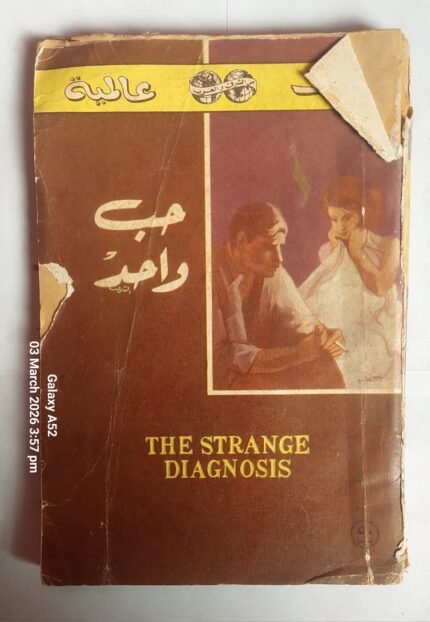 عالمية
حب
واحد
THE STRANGE
DIAGNOSIS
Galaxy A52
03 March 2026 3:57 pm